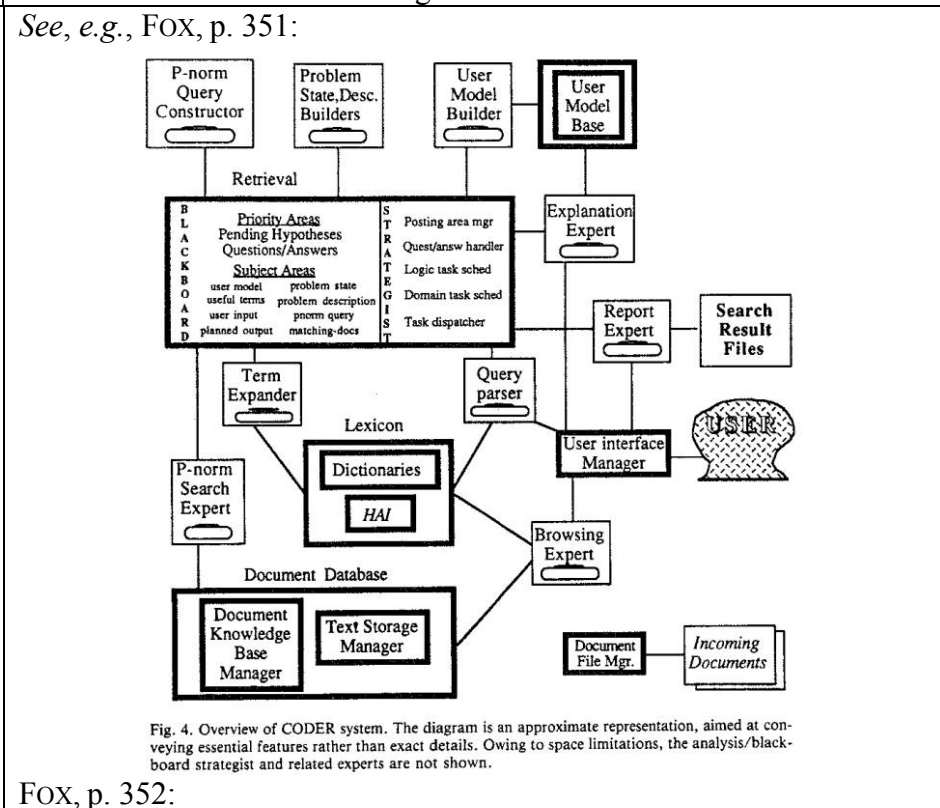 See, e.g., FOX, p. 351:
P-norm
Query
Constructor
Problem
State,Desc.
Builders
User
Model
Builder
User
Model
Base
Retrieval
BLACKBOARD
Priority Areas
Pending Hypotheses
Questions/Answers
Subject Areas
user model problem state
useful terms problem description
user input pnorm query
planned output matching-docs
STRATEGIST
Posting area mgr
Quest/answ handler
Logic task sched
Domain task sched
Task dispatcher
Explanation
Expert
Report
Expert
Search
Result
Files
Term
Expander
Query
parser
Lexicon
Dictionaries
HAI
User interface
Manager
USER
P-norm
Search
Expert
Browsing
Expert
Document Database
Document
Knowledge
Base
Manager
Text Storage
Manager
Document
File Mgr.
Incoming
Documents
Fig. 4. Overview of CODER system. The diagram is an approximate representation, aimed at con-
veying essential features rather than exact details. Owing to space limitations, the analysis/black-
board strategist and related experts are not shown.
FOX, p. 352: